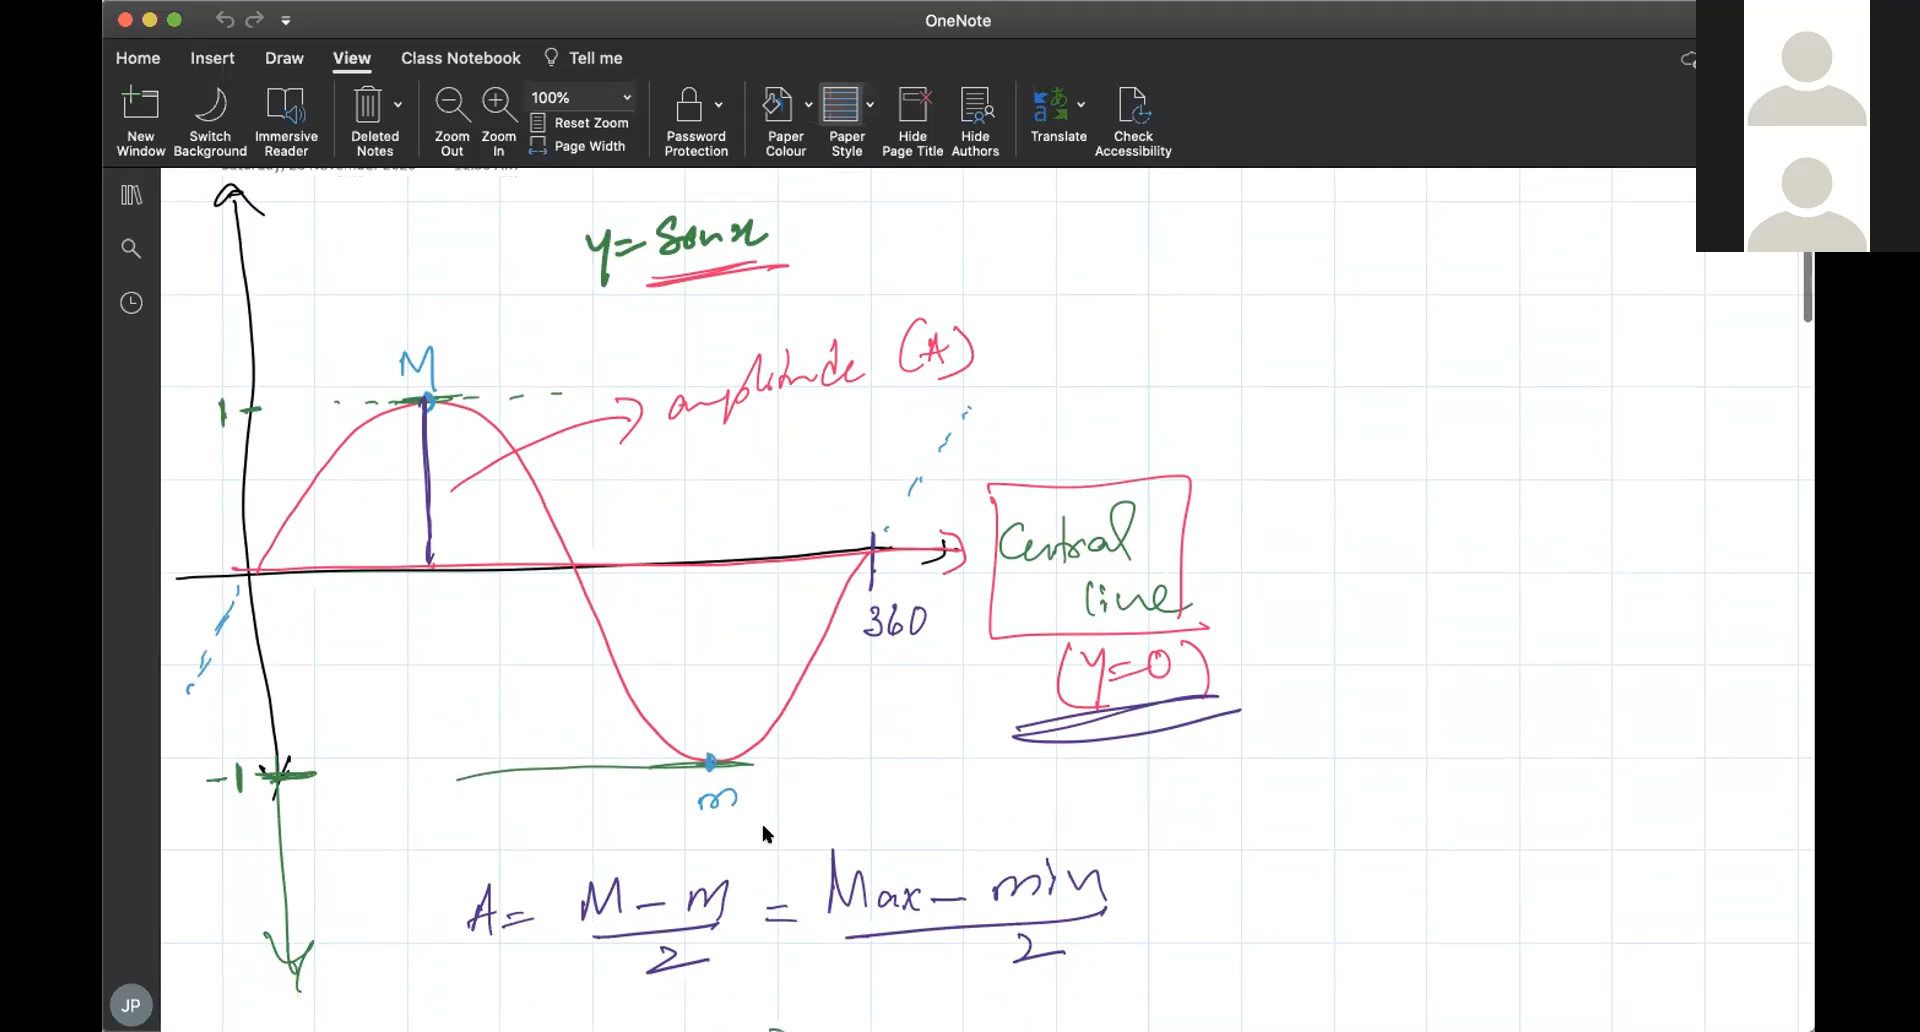 OneNote
Home Insert Draw View Class Notebook Tell me
New Window
Switch Background
Immersive Reader
Deleted Notes
Zoom Out
Zoom In
100%
Reset Zoom
Page Width
Password Protection
Paper Colour
Paper Style
Hide Page Title
Hide Authors
Translate
Check Accessibility
y = Sin x
M
amplitude (A)
1
Central
line
360
(y=0)
-1
m
A = M - m / 2 = Max - min / 2
JP